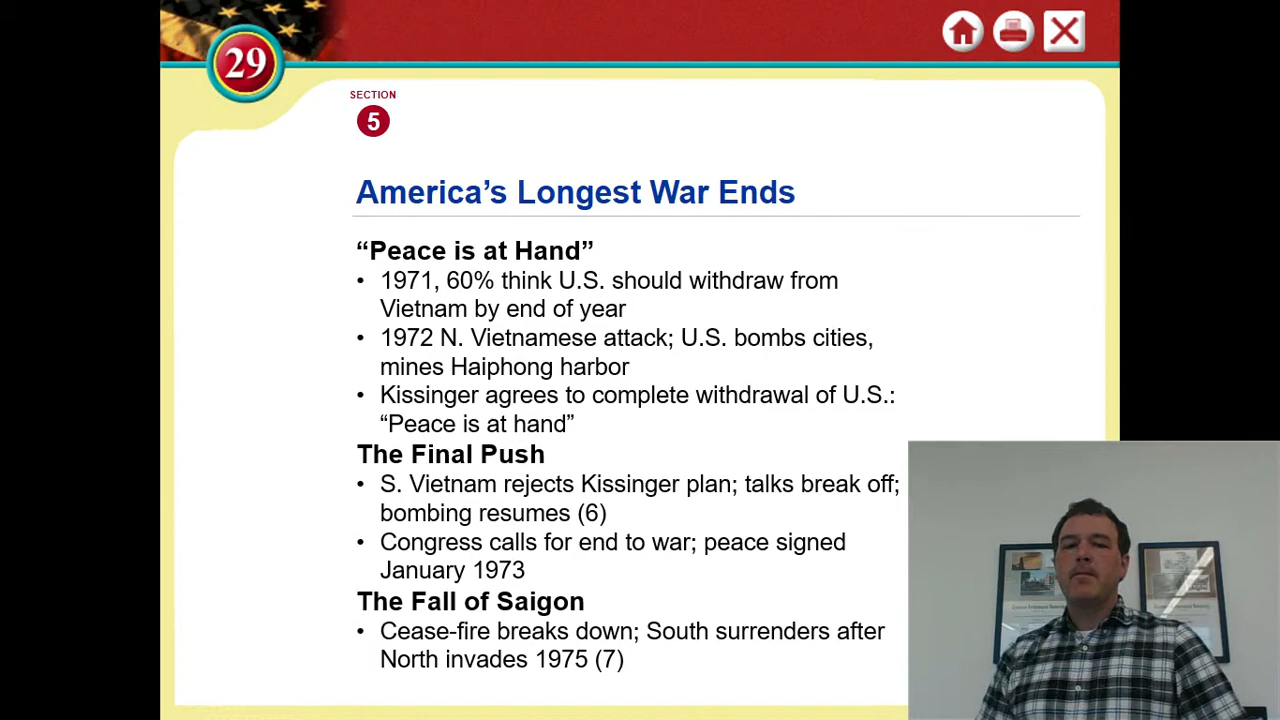 29
SECTION
5
America's Longest War Ends
“Peace is at Hand”
• 1971, 60% think U.S. should withdraw from
Vietnam by end of year
• 1972 N. Vietnamese attack; U.S. bombs cities,
mines Haiphong harbor
• Kissinger agrees to complete withdrawal of U.S.:
“Peace is at hand”
The Final Push
• S. Vietnam rejects Kissinger plan; talks break off;
bombing resumes (6)
• Congress calls for end to war; peace signed
January 1973
The Fall of Saigon
• Cease-fire breaks down; South surrenders after
North invades 1975 (7)